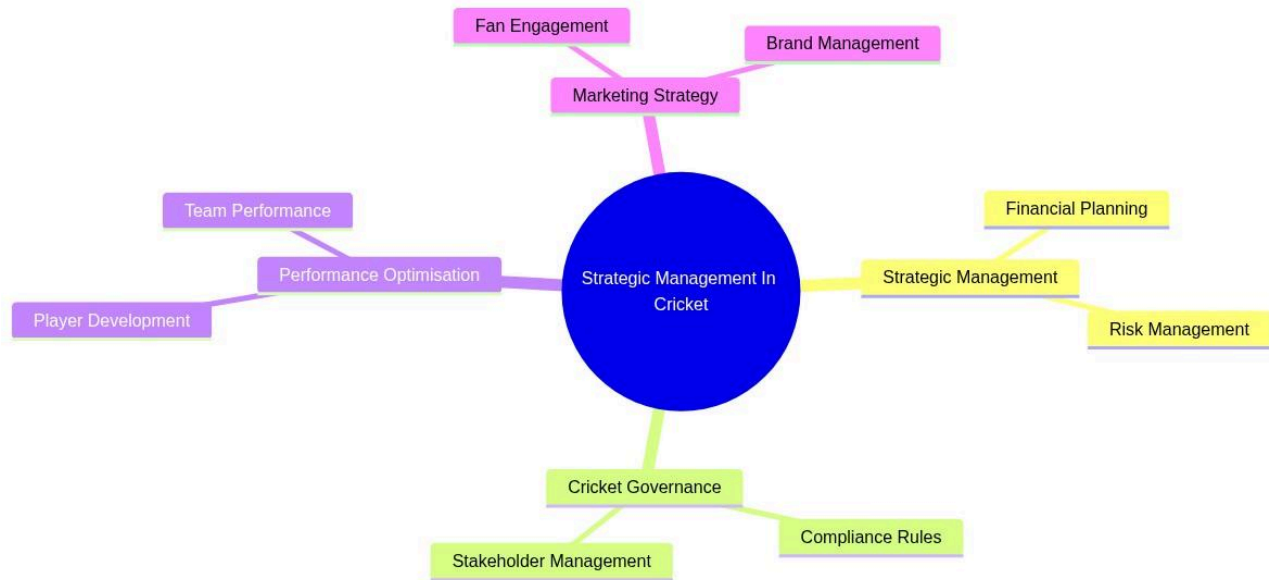 Fan Engagement
Brand Management
Marketing Strategy
Team Performance
Performance Optimisation
Player Development
Strategic Management In
Cricket
Financial Planning
Strategic Management
Risk Management
Cricket Governance
Stakeholder Management
Compliance Rules